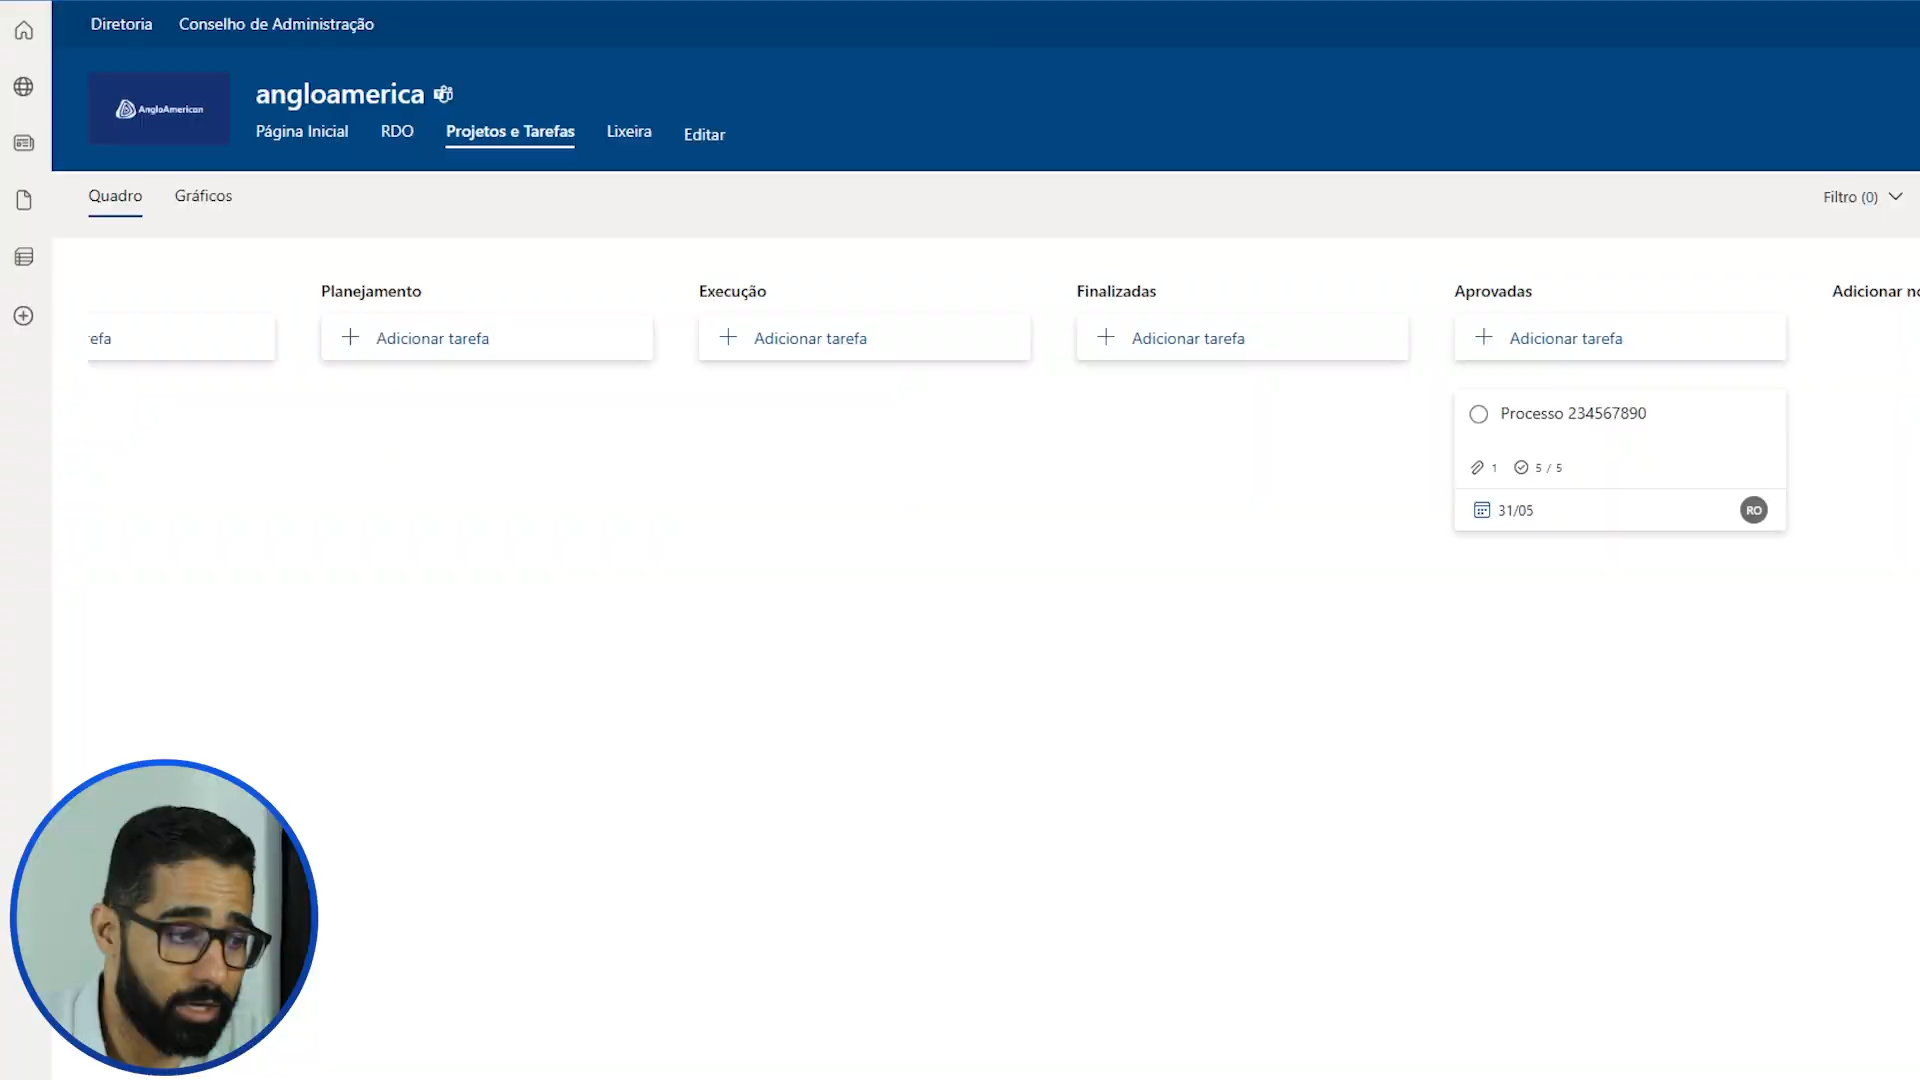 Diretoria Conselho de Administração
AngloAmerican
angloamerica
Página Inicial RDO Projetos e Tarefas Lixeira Editar
Quadro Gráficos Filtro (0)
Planejamento Execução Finalizadas Aprovadas Adicionar no
refa Adicionar tarefa Adicionar tarefa Adicionar tarefa Adicionar tarefa
Processo 234567890
1 5 / 5
31/05 RO